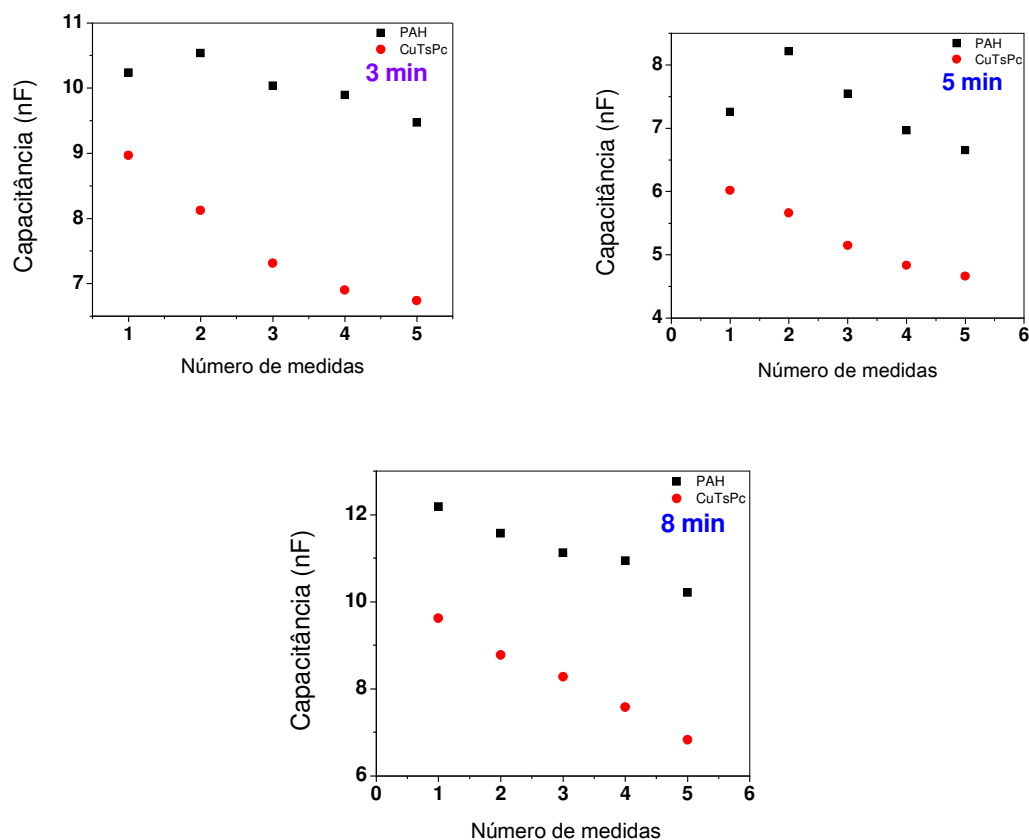 11
10
9
8
7
Capacitância (nF)
PAH
CuTsPc
3 min
1 2 3 4 5
Número de medidas
8
7
6
5
4
Capacitância (nF)
PAH
CuTsPc
5 min
0 1 2 3 4 5 6
Número de medidas
12
10
8
6
Capacitância (nF)
PAH
CuTsPc
8 min
0 1 2 3 4 5 6
Número de medidas